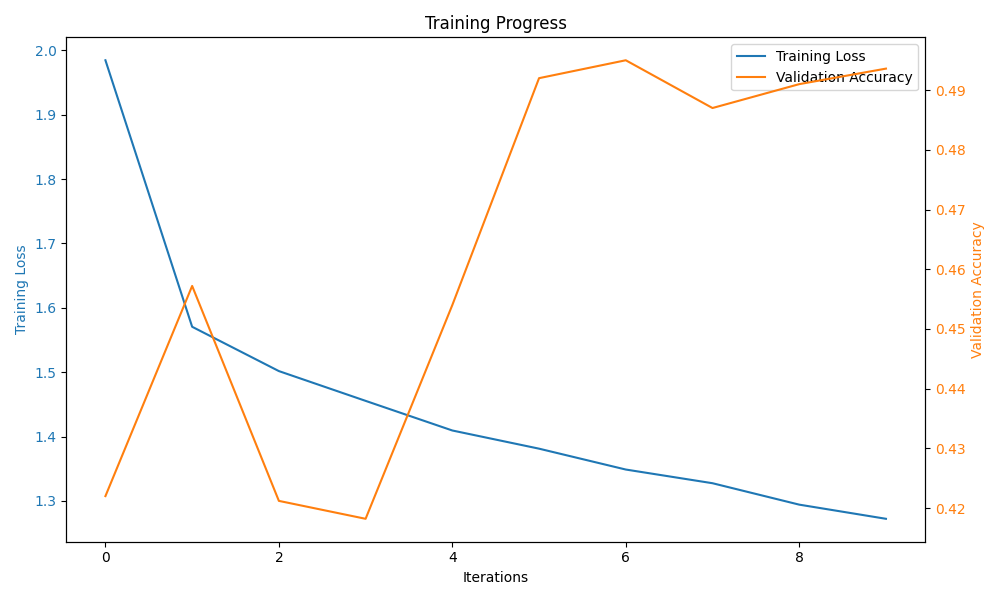 Training Progress
Training Loss
Validation Accuracy
2.0
1.9
1.8
1.7
1.6
1.5
1.4
1.3
Training Loss
0.49
0.48
0.47
0.46
0.45
0.44
0.43
0.42
Validation Accuracy
0 2 4 6 8
Iterations